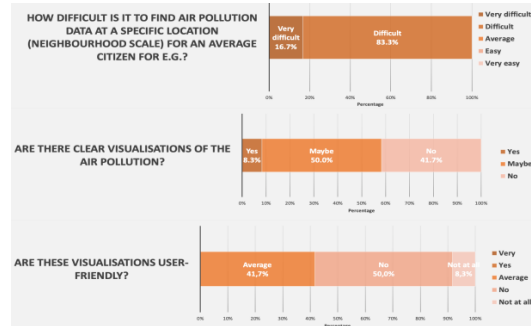 HOW DIFFICULT IS IT TO FIND AIR POLLUTION
DATA AT A SPECIFIC LOCATION
(NEIGHBOURHOOD SCALE) FOR AN AVERAGE
CITIZEN FOR E.G.?
Very
difficult
16.7%
Difficult
83.3%
0% 20% 40% 60% 80% 100%
Percentage
Very difficult
Difficult
Average
Easy
Very easy
ARE THERE CLEAR VISUALISATIONS OF THE
AIR POLLUTION?
Yes
8.3%
Maybe
50.0%
No
41.7%
0% 10% 20% 30% 40% 50% 60% 70% 80% 90% 100%
Percentage
Yes
Maybe
No
ARE THESE VISUALISATIONS USER-
FRIENDLY?
Average
41,7%
No
50,0%
Not at all
8,3%
0% 10% 20% 30% 40% 50% 60% 70% 80% 90% 100%
Percentage
Very
Yes
Average
No
Not at all